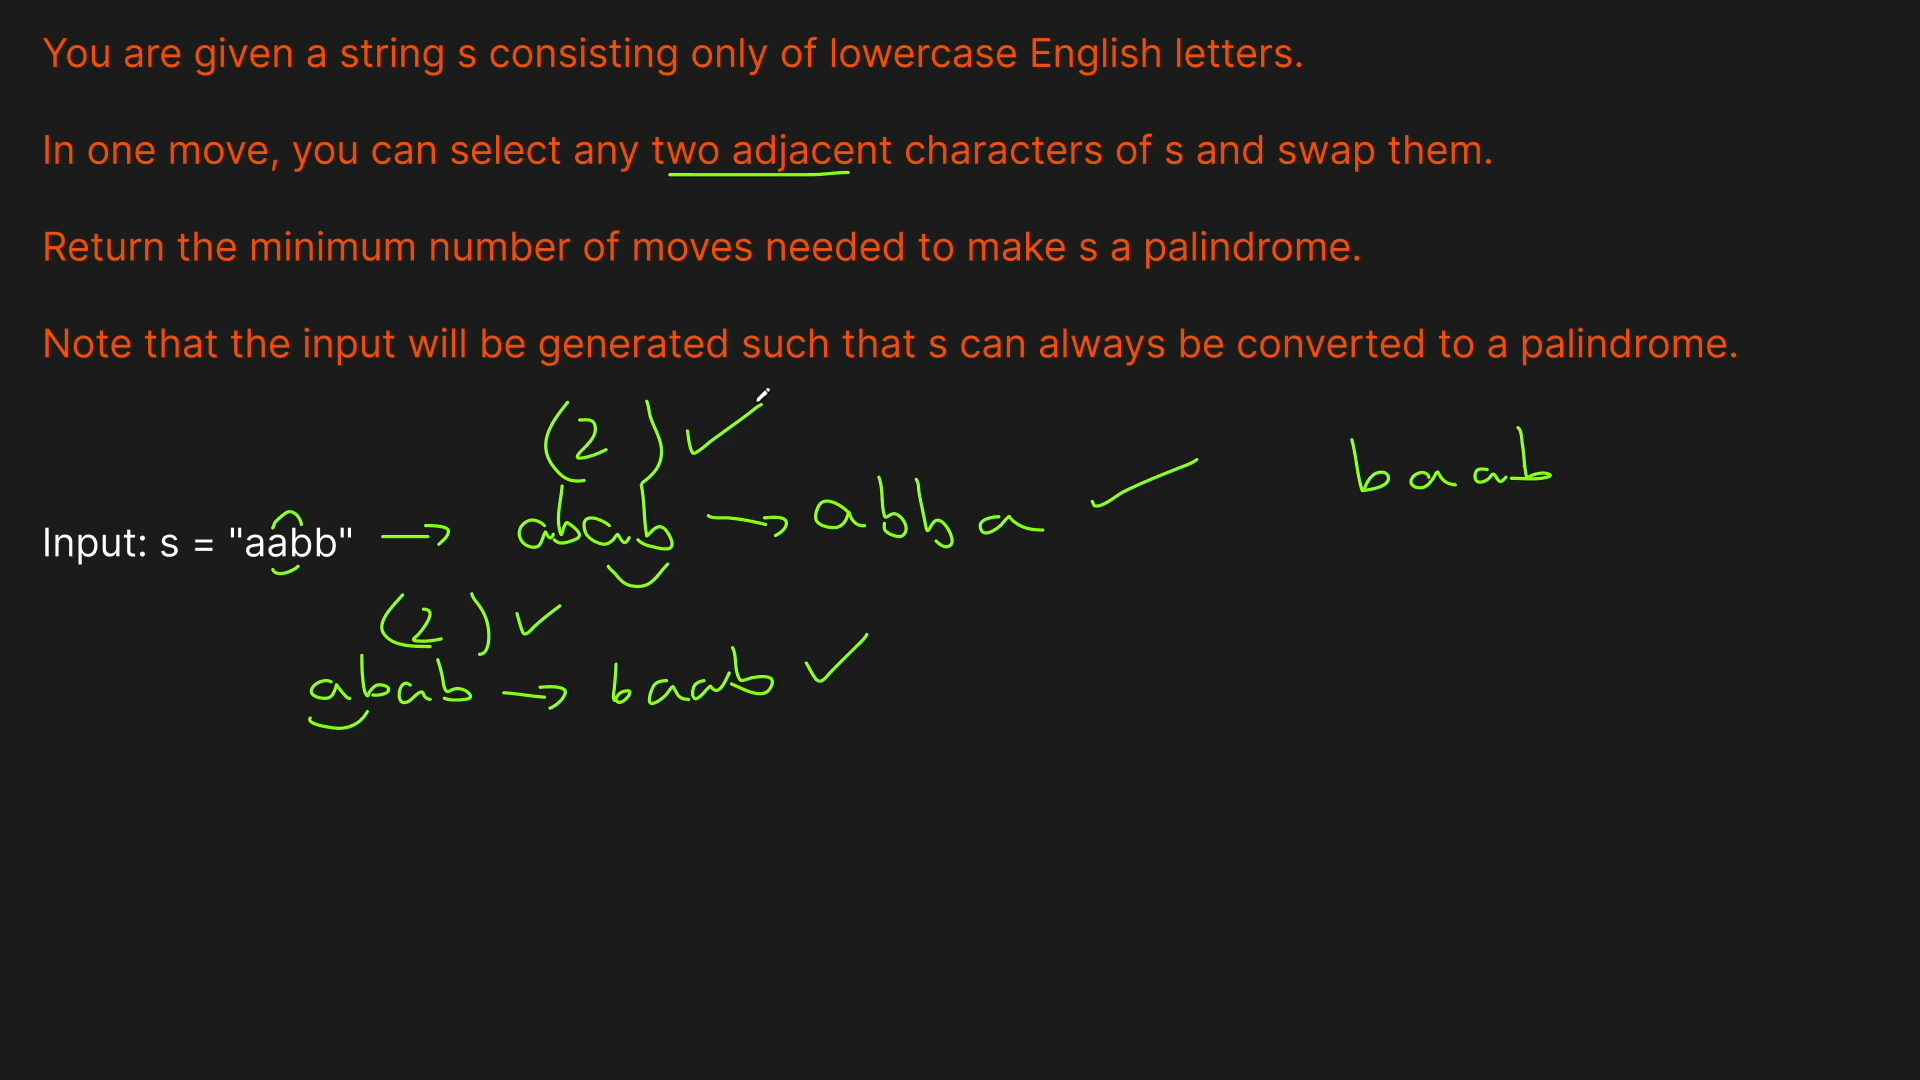 You are given a string s consisting only of lowercase English letters.
In one move, you can select any two adjacent characters of s and swap them.
Return the minimum number of moves needed to make s a palindrome.
Note that the input will be generated such that s can always be converted to a palindrome.
(2) ✓
baab
Input: s = "aabb" → abab → abba ✓
(2) ✓
abab → baab ✓